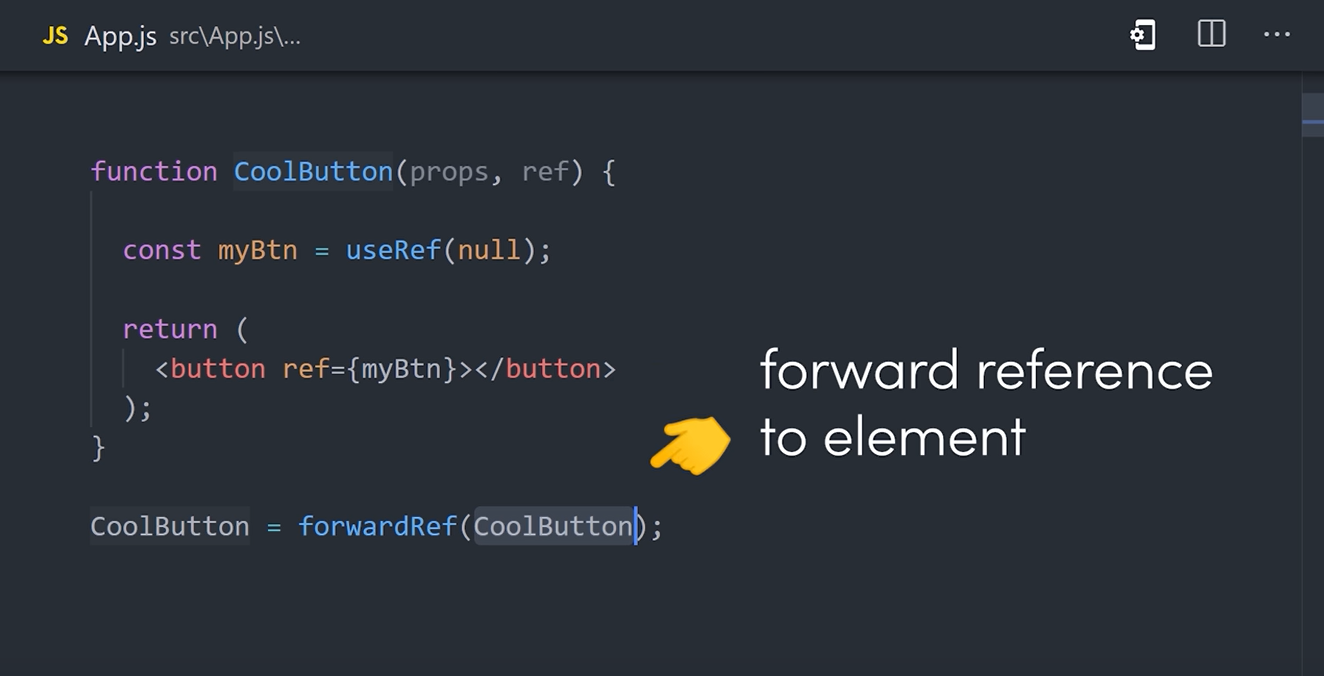 JS App.js src\App.js\...
function CoolButton(props, ref) {
const myBtn = useRef(null);
return (
<button ref={myBtn}></button>
);
}
CoolButton = forwardRef(CoolButton);
forward reference
to element